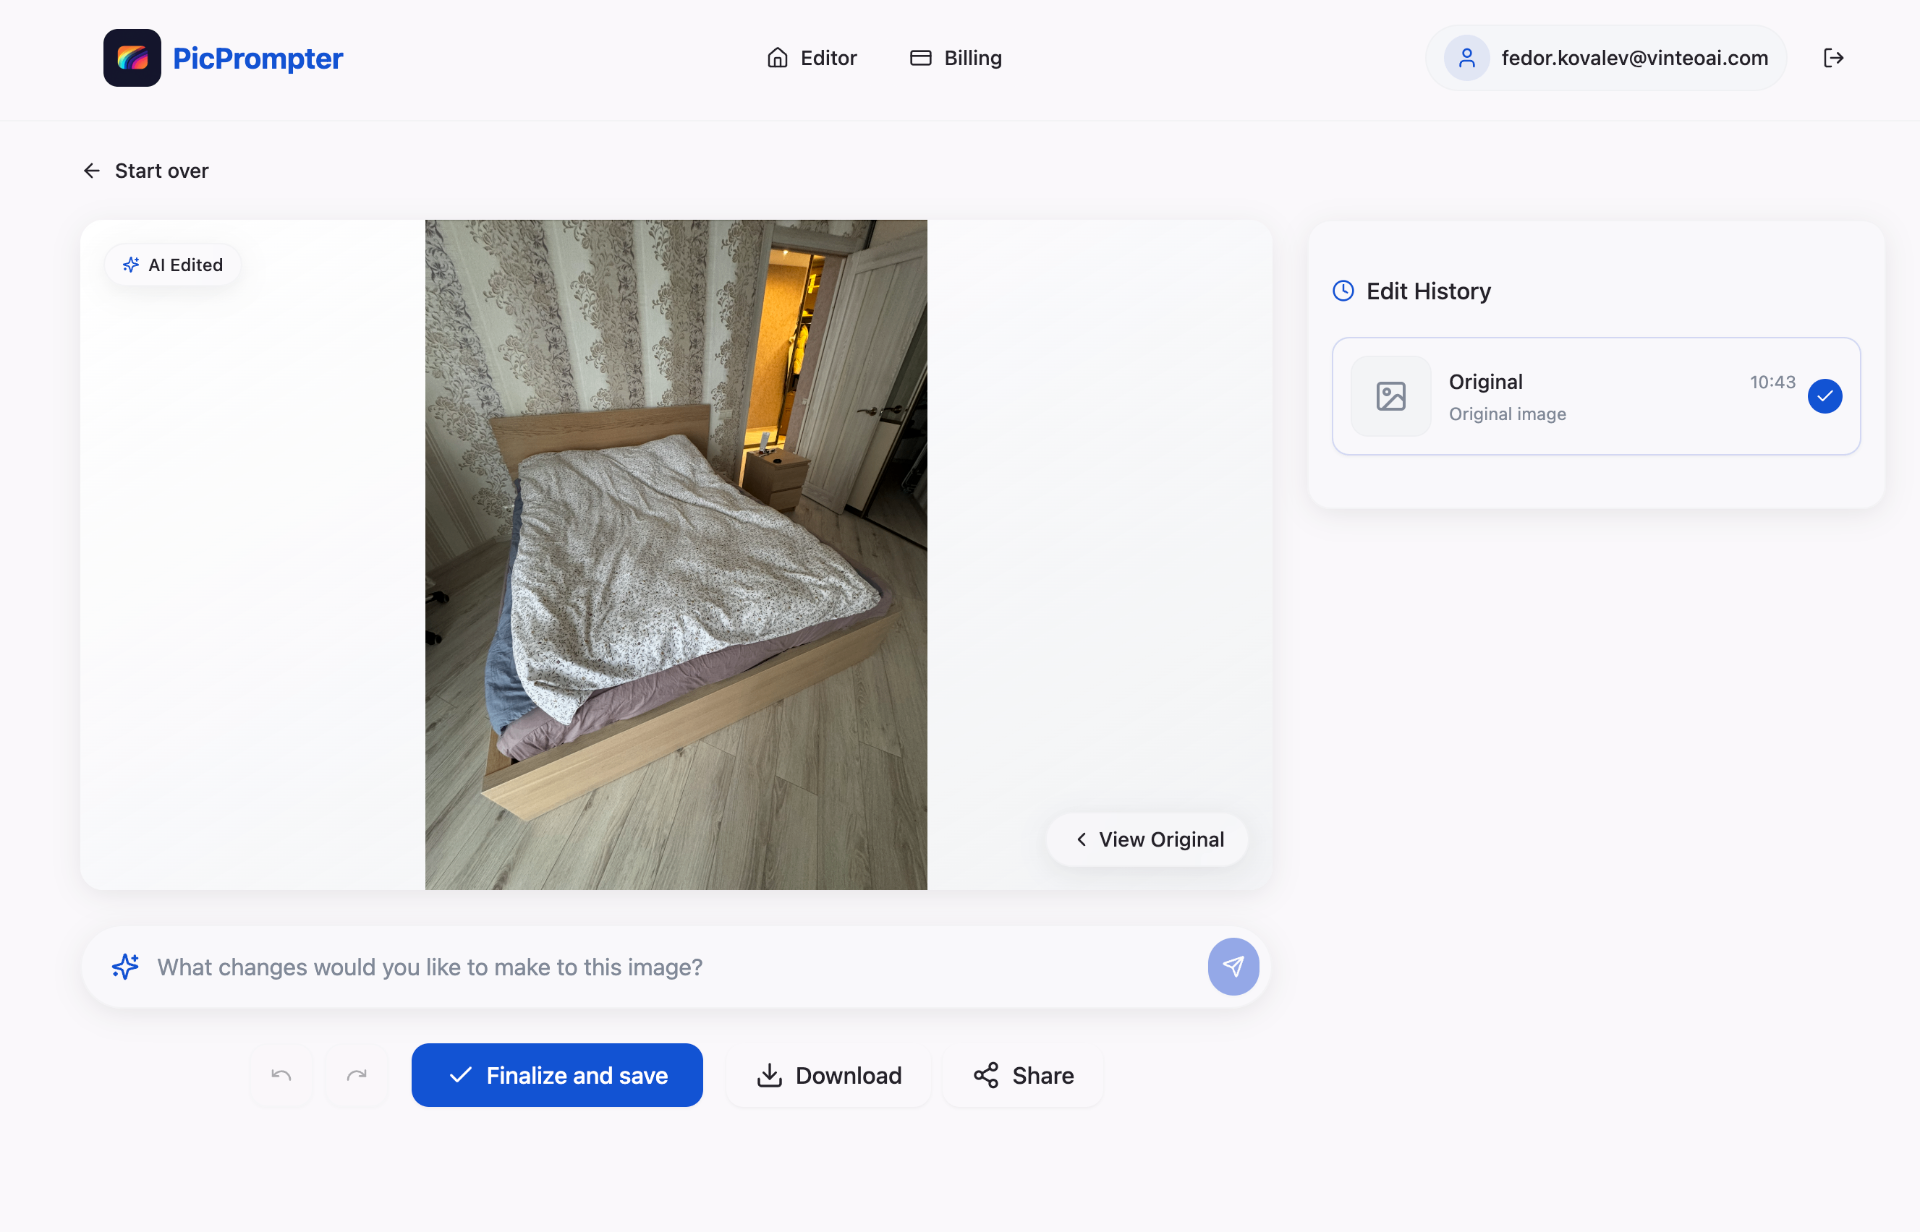 PicPrompter
Editor
Billing
fedor.kovalev@vinteoai.com
Start over
AI Edited
View Original
Edit History
Original
10:43
Original image
What changes would you like to make to this image?
Finalize and save
Download
Share